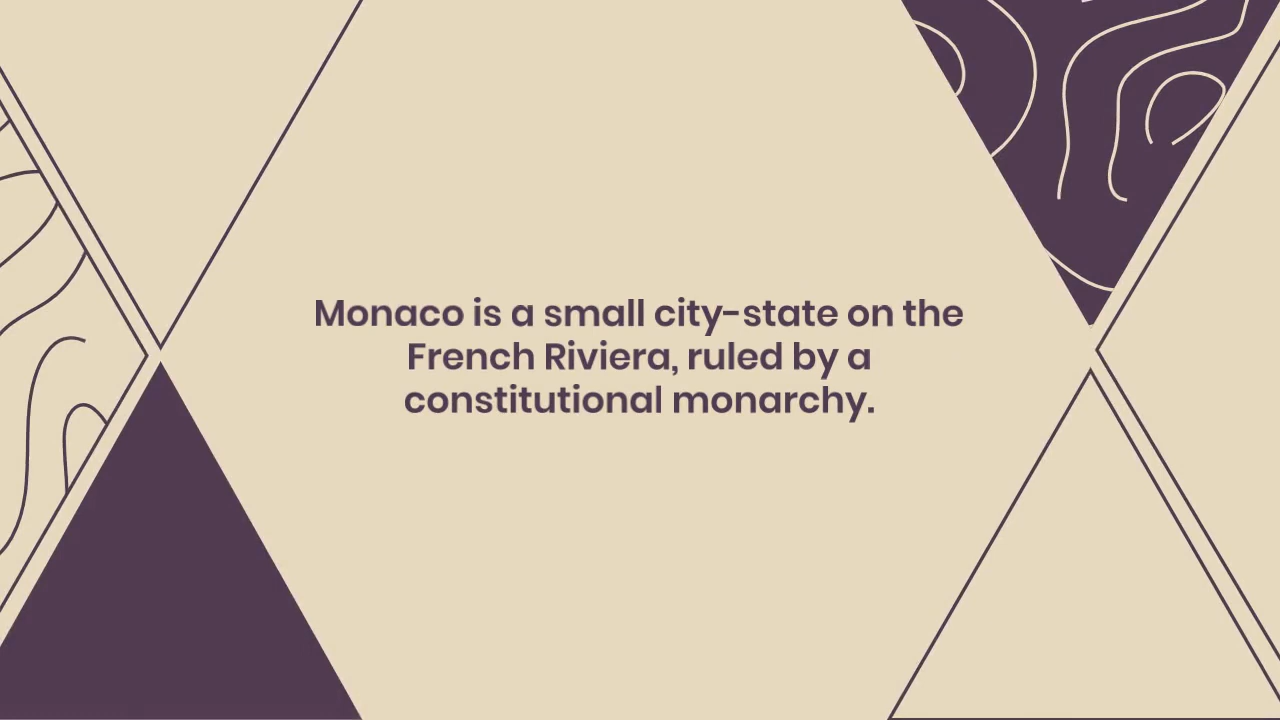 Monaco is a small city-state on the
French Riviera, ruled by a
constitutional monarchy.